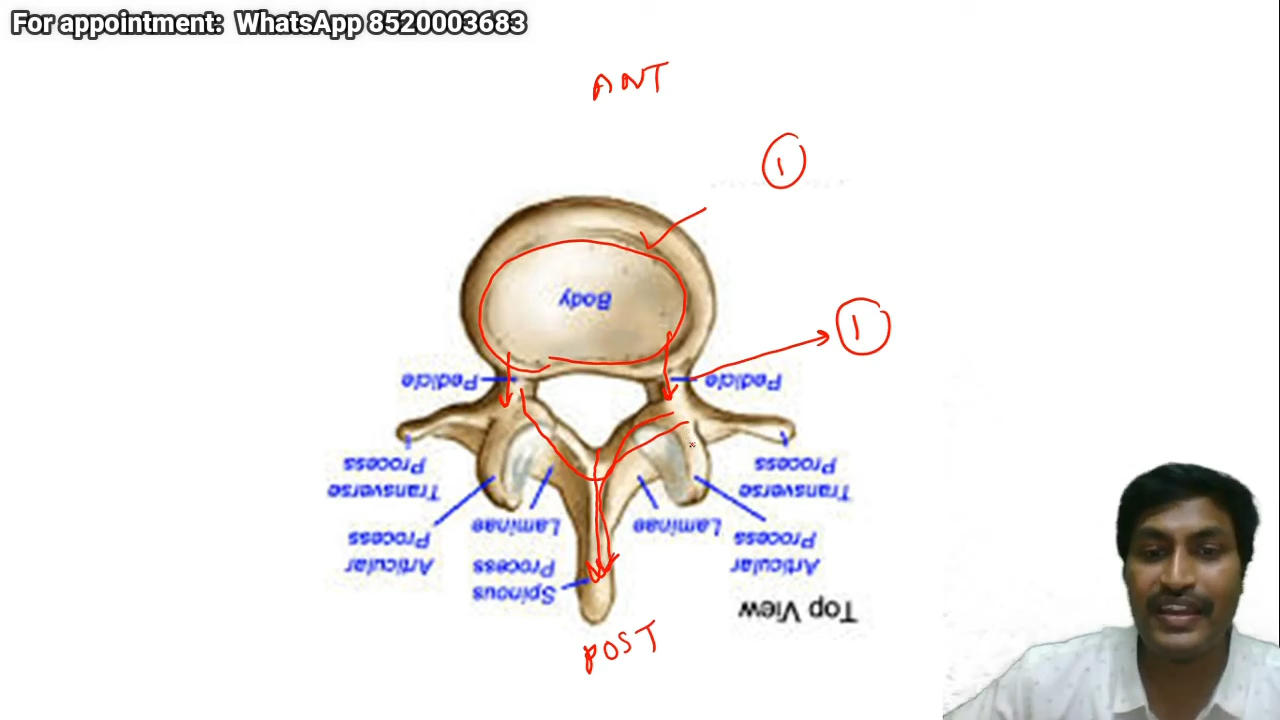 For appointment: WhatsApp 8520003683
ANT
1
Body
1
Pedicle
Pedicle
Process
Transverse
Process
Transverse
Process
Articular
Laminae
Laminae
Process
Articular
Process
Spinous
Top View
POST